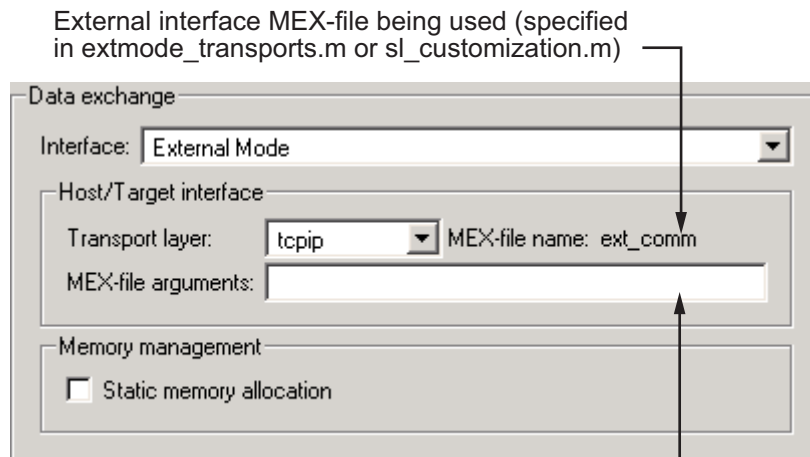 External interface MEX-file being used (specified
in extmode_transports.m or sl_customization.m)
Data exchange
Interface: External Mode
Host/Target interface
Transport layer: tcpip MEX-file name: ext_comm
MEX-file arguments:
Memory management
Static memory allocation